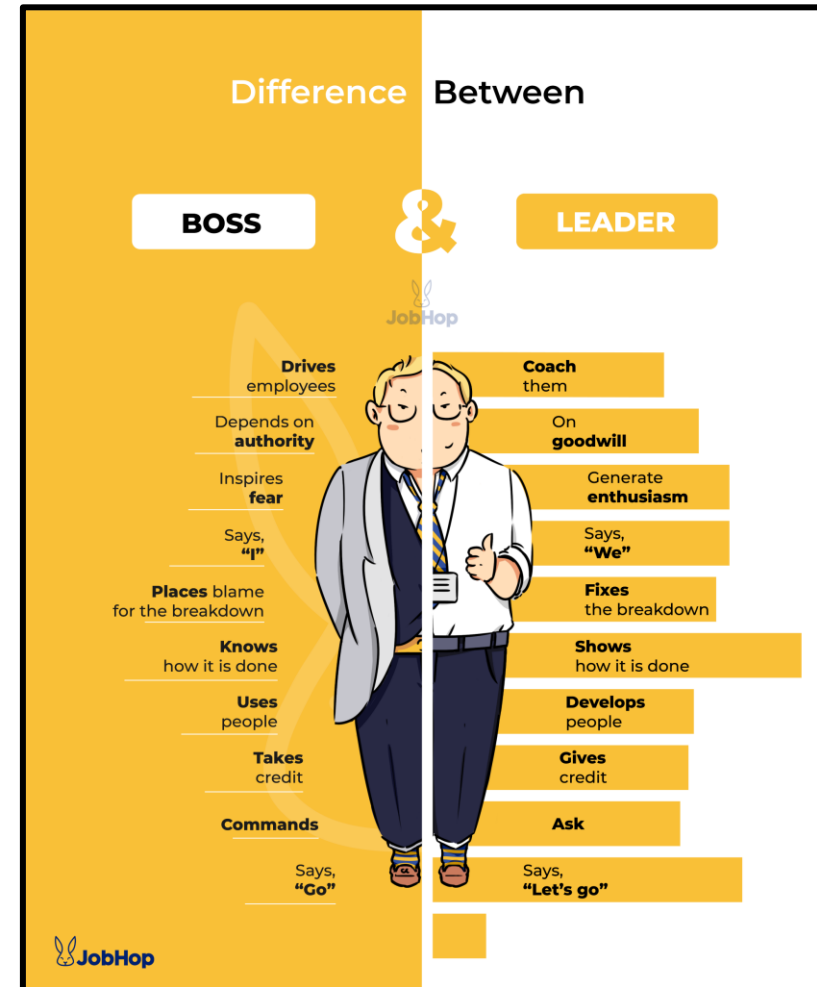 Difference Between
BOSS & LEADER
JobHop
Drives
employees
Coach
them
Depends on
authority
On
goodwill
Inspires
fear
Generate
enthusiasm
Says,
“I”
Says,
“We”
Places blame
for the breakdown
Fixes
the breakdown
Knows
how it is done
Shows
how it is done
Uses
people
Develops
people
Takes
credit
Gives
credit
Commands
Ask
Says,
“Go”
Says,
“Let’s go”
JobHop